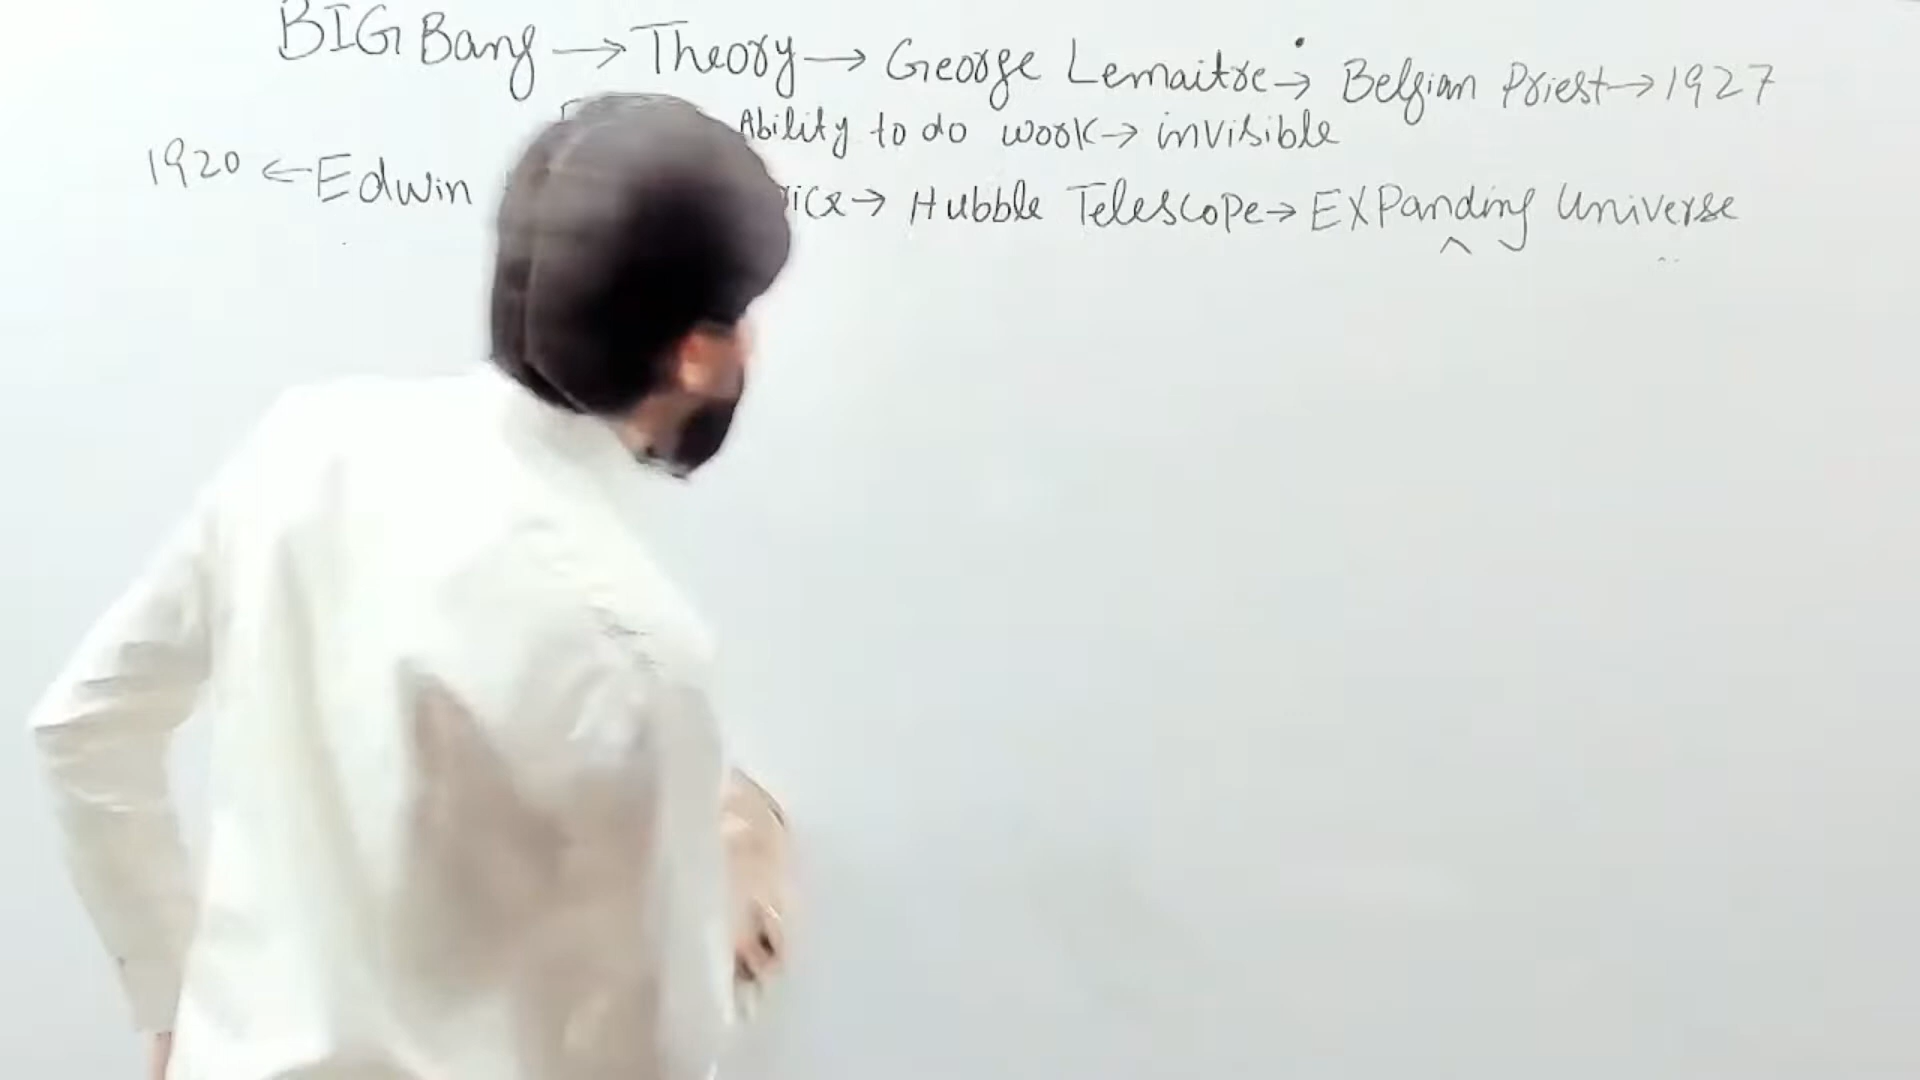 BIG Bang → Theory → George Lemaitre → Belgian Priest → 1927
Ability to do work → invisible
1920 ← Edwin → Hubble Telescope → EXPanding Universe